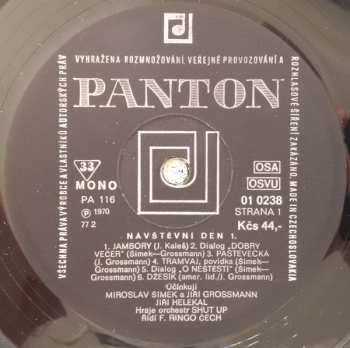 VYHRAŽENA ROZMNOŽOVÁNÍ, VEŘEJNÉ PROVOZOVÁNÍ A
ROZHLASOVÉ ŠÍŘENÍ ZAKÁZÁNO. MADE IN CZECHOSLOVAKIA
VŠECHNA PRÁVA VÝROBCE A VLASTNÍKŮ AUTORSKÝCH PRÁV
PANTON
33
MONO
PA 116
℗ 1970
77 2
OSA
OSVU
01 0238
STRANA 1
Kčs 44,-
NÁVŠTĚVNÍ DEN 1.
1. JAMBORY (J. Kaleš) 2. Dialog „DOBRÝ
VEČER" (Šimek—Grossmann) 3. PÁŠTEVECKÁ
(J. Grossmann) 4. TRAMVAJ, povídka (Šimek—
Grossmann) 5. Dialog „O NEŠTĚSTÍ" (Šimek—
Grossmann) 6. DŽESIK (amer. lid./J. Grossmann)
Účinkují
MIROSLAV ŠIMEK & JIŘÍ GROSSMANN
JIŘÍ HELEKAL
Hraje orchestr SHUT UP
Řídí F. RINGO ČECH